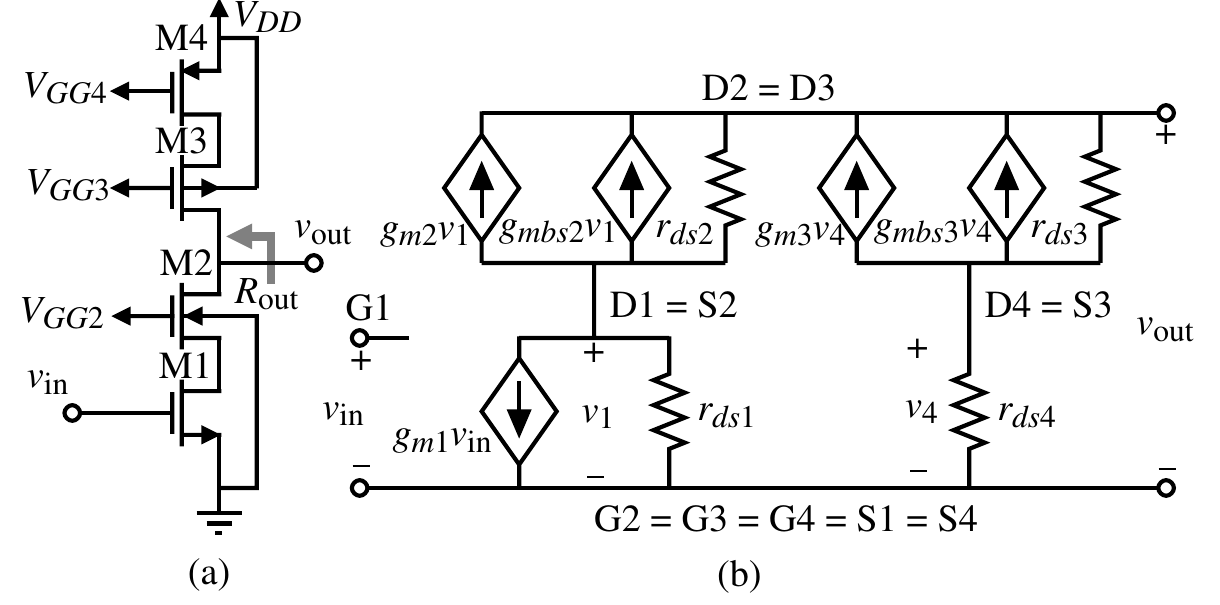 V_DD
M4
V_GG4
M3
V_GG3
v_out
M2
R_out
V_GG2
M1
v_in
(a)
D2 = D3
g_m2v_1
g_mbs2v_1
r_ds2
g_m3v_4
g_mbs3v_4
r_ds3
+
G1
D1 = S2
D4 = S3
v_out
+
+
+
v_in
g_m1v_in
v_1
r_ds1
v_4
r_ds4
–
–
–
–
G2 = G3 = G4 = S1 = S4
(b)